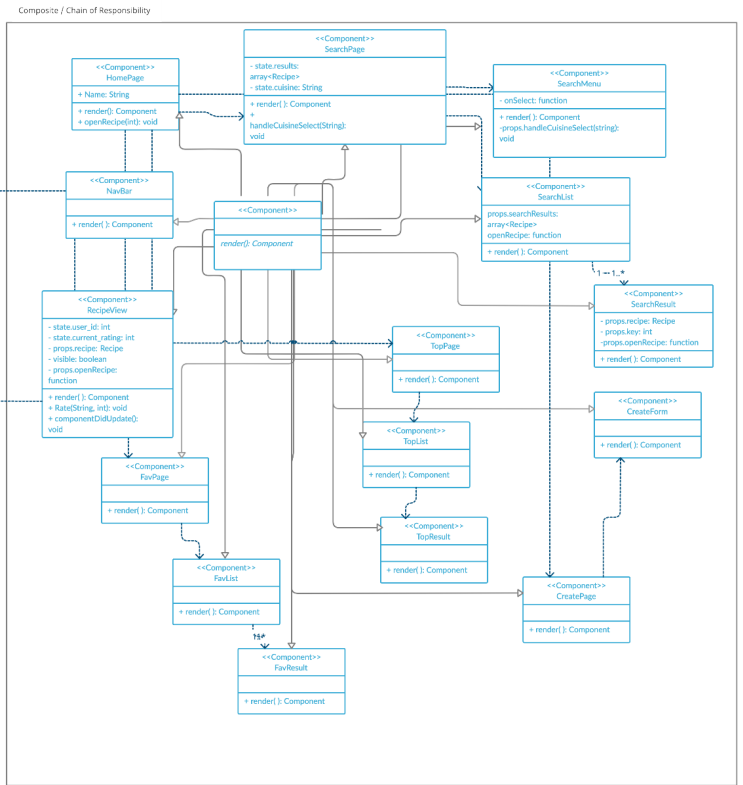 Composite / Chain of Responsibility
<<Component>>
SearchPage
- state.results:
array<Recipe>
- state.cuisine: String
+ render( ): Component
+
handleCuisineSelect(String):
void
<<Component>>
HomePage
+ Name: String
+ render(): Component
+ openRecipe(int): void
<<Component>>
SearchMenu
- onSelect: function
+ render( ): Component
-props.handleCuisineSelect(string):
void
<<Component>>
NavBar
+ render( ): Component
<<Component>>
SearchList
props.searchResults:
array<Recipe>
openRecipe: function
+ render( ): Component
<<Component>>
render(): Component
1
1..*
<<Component>>
SearchResult
- props.recipe: Recipe
- props.key: int
-props.openRecipe: function
+ render( ): Component
<<Component>>
RecipeView
- state.user_id: int
- state.current_rating: int
- props.recipe: Recipe
- visible: boolean
- props.openRecipe:
function
+ render( ): Component
+ Rate(String, int): void
+ componentDidUpdate():
void
<<Component>>
TopPage
+ render( ): Component
<<Component>>
CreateForm
+ render( ): Component
<<Component>>
TopList
+ render( ): Component
<<Component>>
FavPage
+ render( ): Component
<<Component>>
TopResult
+ render( ): Component
<<Component>>
FavList
+ render( ): Component
<<Component>>
CreatePage
+ render( ): Component
<<Component>>
FavResult
+ render( ): Component